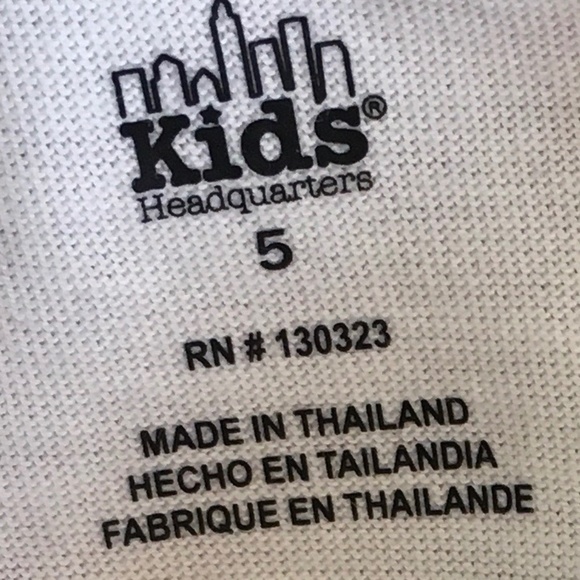 Kids®
Headquarters
5
RN # 130323
MADE IN THAILAND
HECHO EN TAILANDIA
FABRIQUE EN THAILANDE